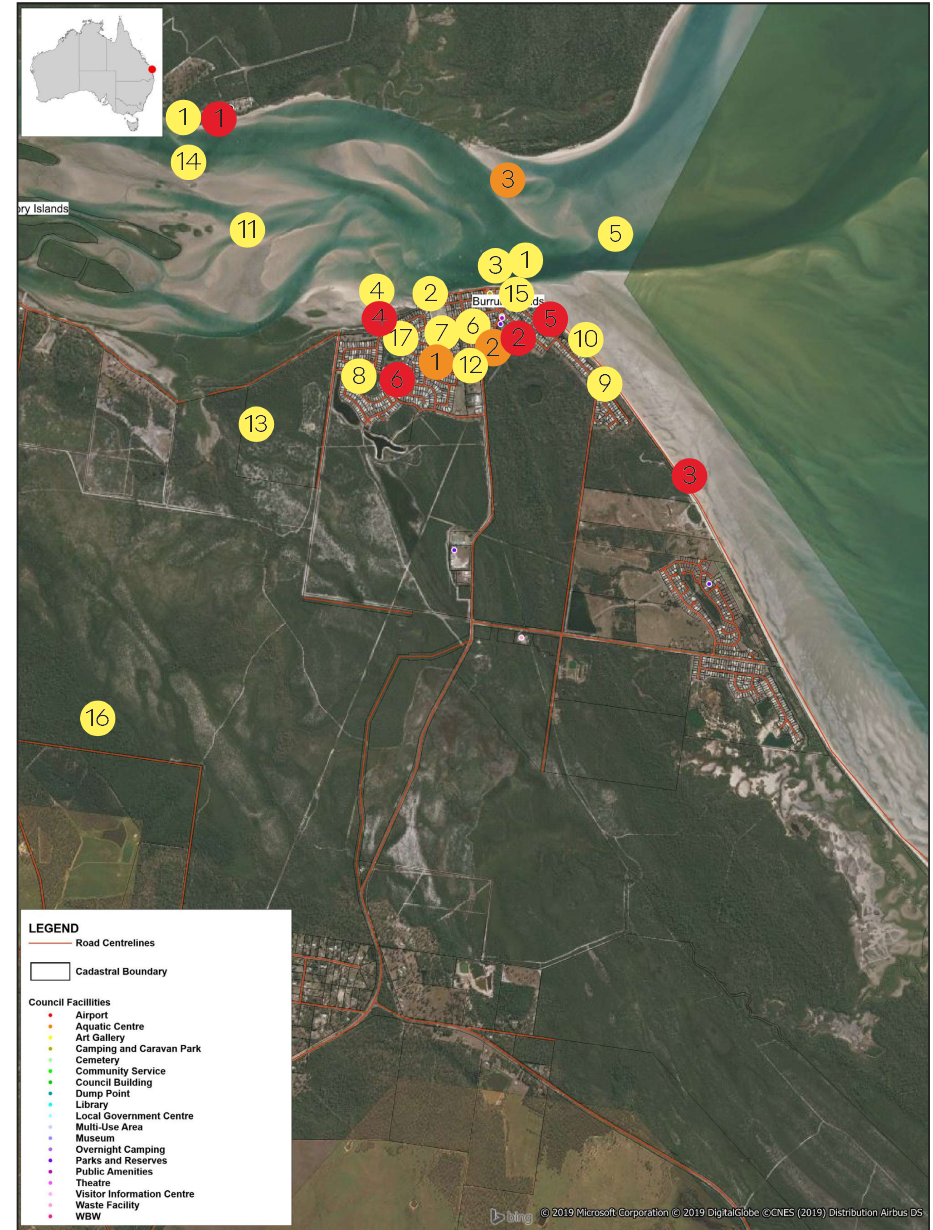 1
1
14
3
ory Islands
11
5
3
1
4
2
15
Burru
ds
4
5
17
7
6
2
10
2
1
12
8
6
9
13
3
16
LEGEND
Road Centrelines
Cadastral Boundary
Council Facillities
Airport
Aquatic Centre
Art Gallery
Camping and Caravan Park
Cemetery
Community Service
Council Building
Dump Point
Library
Local Government Centre
Multi-Use Area
Museum
Overnight Camping
Parks and Reserves
Public Amenities
Theatre
Visitor Information Centre
Waste Facility
WBW
bing
© 2019 Microsoft Corporation © 2019 DigitalGlobe ©CNES (2019) Distribution Airbus DS